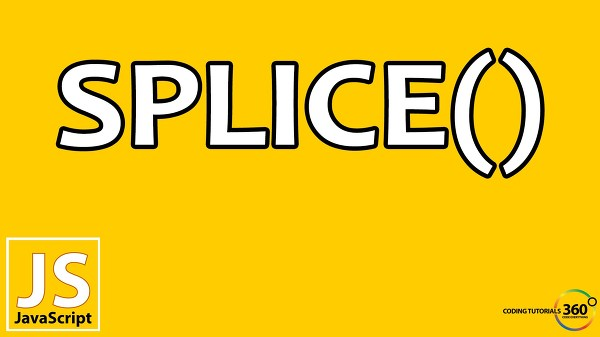 SPLICE()
JS
JavaScript
CODING TUTORIALS 360°